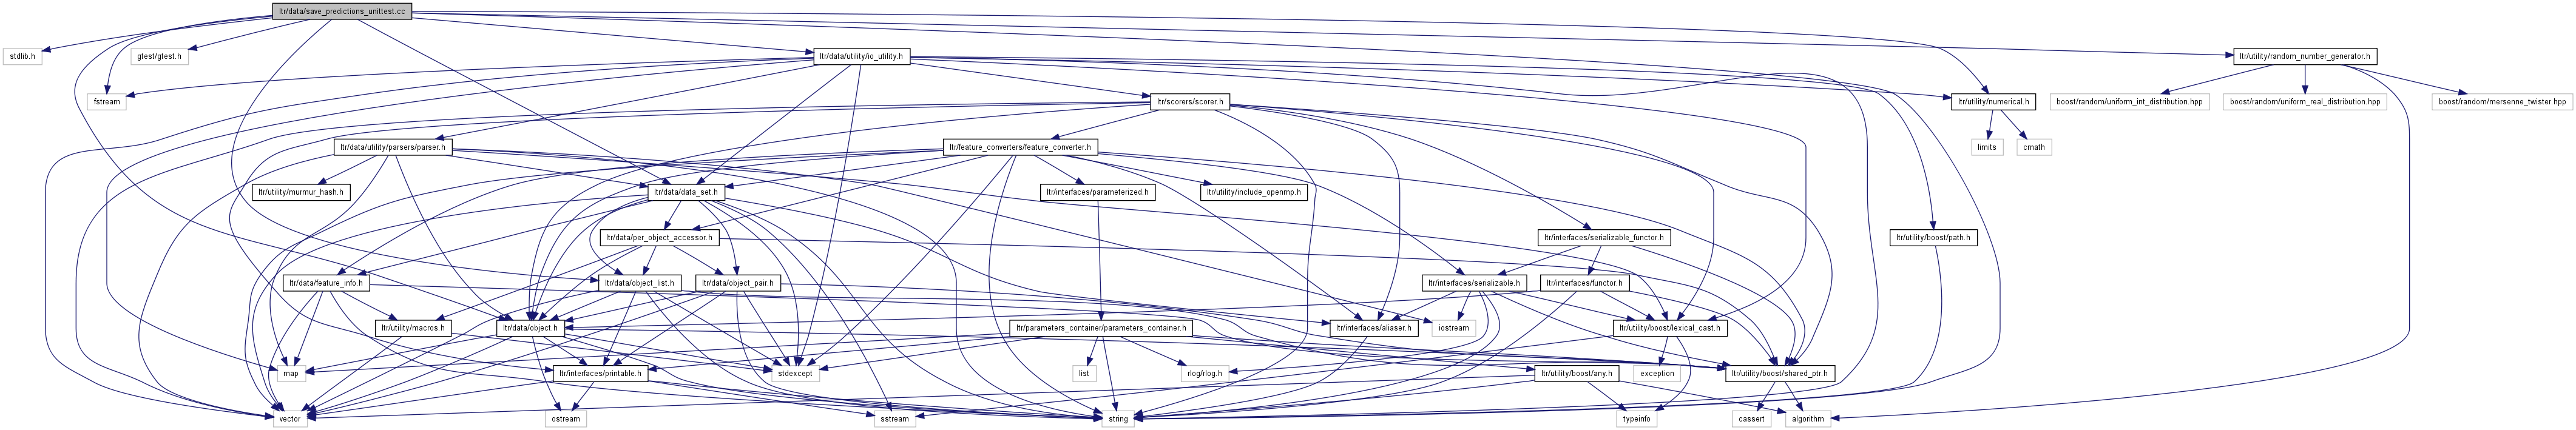 ltr/data/save_predictions_unittest.cc
stdlib.h
gtest/gtest.h
ltr/data/utility/io_utility.h
ltr/utility/random_number_generator.h
fstream
ltr/scorers/scorer.h
ltr/utility/numerical.h
boost/random/uniform_int_distribution.hpp
boost/random/uniform_real_distribution.hpp
boost/random/mersenne_twister.hpp
ltr/data/utility/parsers/parser.h
ltr/feature_converters/feature_converter.h
limits
cmath
ltr/utility/murmur_hash.h
ltr/data/data_set.h
ltr/interfaces/parameterized.h
ltr/utility/include_openmp.h
ltr/data/per_object_accessor.h
ltr/interfaces/serializable_functor.h
ltr/utility/boost/path.h
ltr/data/feature_info.h
ltr/data/object_list.h
ltr/data/object_pair.h
ltr/interfaces/serializable.h
ltr/interfaces/functor.h
ltr/utility/macros.h
ltr/data/object.h
ltr/parameters_container/parameters_container.h
ltr/interfaces/aliaser.h
iostream
ltr/utility/boost/lexical_cast.h
map
ltr/interfaces/printable.h
stdexcept
list
rlog/rlog.h
ltr/utility/boost/any.h
exception
ltr/utility/boost/shared_ptr.h
vector
ostream
sstream
string
typeinfo
cassert
algorithm